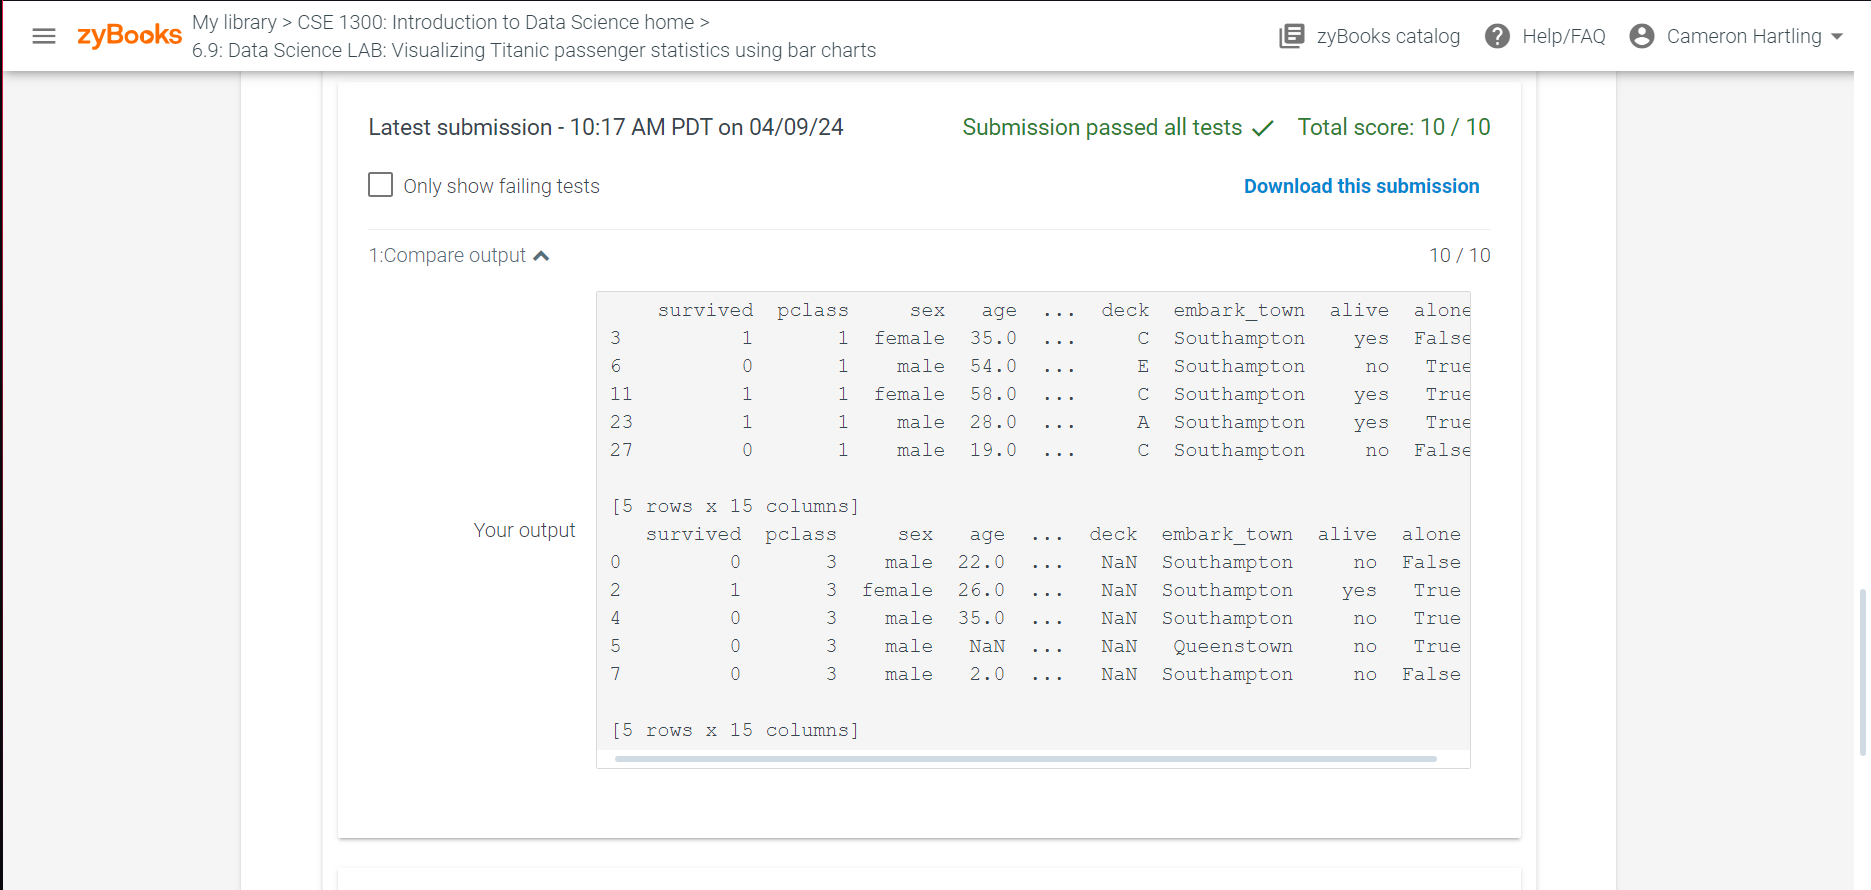 zyBooks
My library > CSE 1300: Introduction to Data Science home >
6.9: Data Science LAB: Visualizing Titanic passenger statistics using bar charts
zyBooks catalog
Help/FAQ
Cameron Hartling
Latest submission - 10:17 AM PDT on 04/09/24
Submission passed all tests
Total score: 10 / 10
Only show failing tests
Download this submission
1:Compare output
10 / 10
Your output
survived pclass sex age ... deck embark_town alive alone
3 1 1 female 35.0 ... C Southampton yes False
6 0 1 male 54.0 ... E Southampton no True
11 1 1 female 58.0 ... C Southampton yes True
23 1 1 male 28.0 ... A Southampton yes True
27 0 1 male 19.0 ... C Southampton no False
[5 rows x 15 columns]
survived pclass sex age ... deck embark_town alive alone
0 0 3 male 22.0 ... NaN Southampton no False
2 1 3 female 26.0 ... NaN Southampton yes True
4 0 3 male 35.0 ... NaN Southampton no True
5 0 3 male NaN ... NaN Queenstown no True
7 0 3 male 2.0 ... NaN Southampton no False
[5 rows x 15 columns]